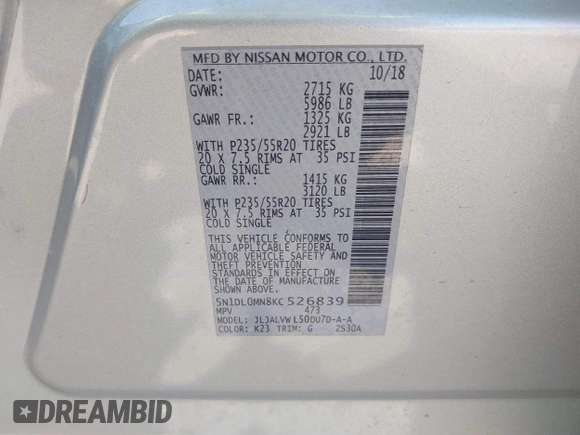 MFD BY NISSAN MOTOR CO., LTD.
DATE: 10/18
GVWR: 2715 KG
5986 LB
GAWR FR.: 1325 KG
2921 LB
WITH P235/55R20 TIRES
20 X 7.5 RIMS AT 35 PSI
COLD SINGLE
GAWR RR.: 1415 KG
3120 LB
WITH P235/55R20 TIRES
20 X 7.5 RIMS AT 35 PSI
COLD SINGLE
THIS VEHICLE CONFORMS TO
ALL APPLICABLE FEDERAL
MOTOR VEHICLE SAFETY AND
THEFT PREVENTION
STANDARDS IN EFFECT ON
THE DATE OF MANUFACTURE
SHOWN ABOVE.
5N1DL0MN8KC526839
MPV 473
MODEL: JLJALVWL50DU7D-A-A
COLOR: K23 TRIM: G 2S30A
DREAMBID